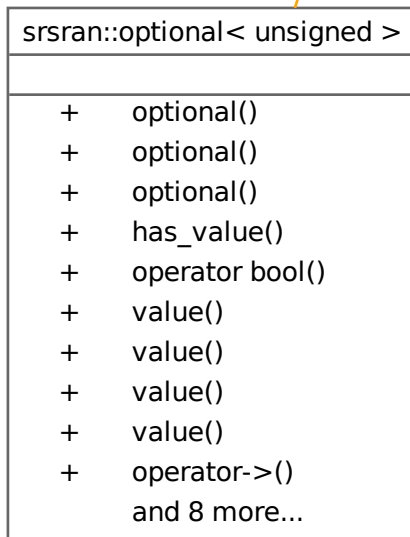 srsran::optional< unsigned >
+ optional()
+ optional()
+ optional()
+ has_value()
+ operator bool()
+ value()
+ value()
+ value()
+ value()
+ operator->()
and 8 more...